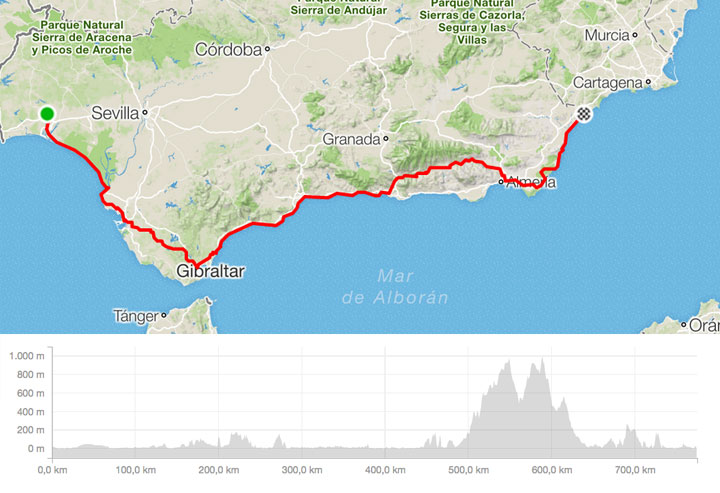 Parque Natural
Sierra de Andújar
Parque Natural
Sierras de Cazorla,
Segura y las
Villas
Parque Natural
Sierra de Aracena
y Picos de Aroche
Córdoba
Murcia
Cartagena
Sevilla
Granada
Almería
Gibraltar
Mar
de Alborán
Tánger
Orán
1.000 m
800 m
600 m
400 m
200 m
0 m
0,0 km
100,0 km
200,0 km
300,0 km
400,0 km
500,0 km
600,0 km
700,0 km